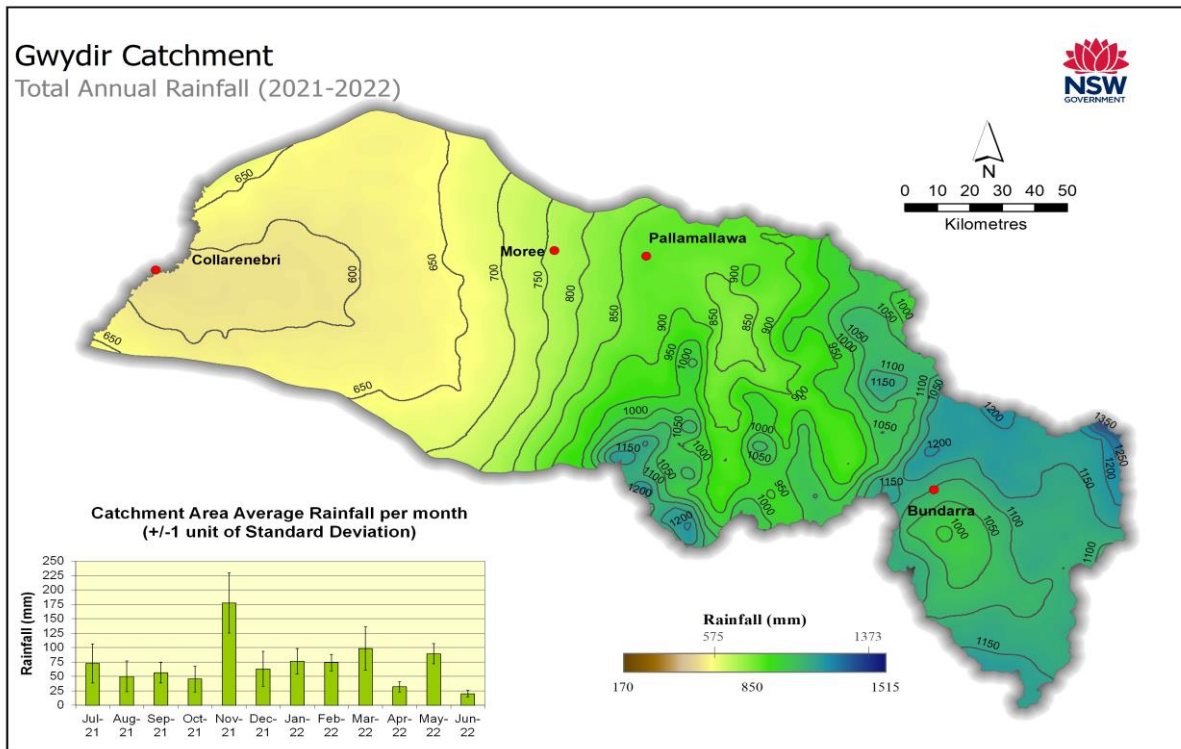 Gwydir Catchment
Total Annual Rainfall (2021-2022)
NSW
GOVERNMENT
N
0 10 20 30 40 50
Kilometres
Collarenebri
Moree
Pallamallawa
Bundarra
650
600
650
650
650
700
750
800
850
900
950
1000
900
850
850
900
900
950
1000
1050
1050
1000
1100
1150
1100
1050
1050
1200
1200
1350
1250
1200
1150
1150
1100
1050
1000
1100
1150
1000
1050
1150
1100
1000
1200
1200
1000
1050
950
1000
Catchment Area Average Rainfall per month
(+/-1 unit of Standard Deviation)
Rainfall (mm)
250
225
200
175
150
125
100
75
50
25
0
Jul-21
Aug-21
Sep-21
Oct-21
Nov-21
Dec-21
Jan-22
Feb-22
Mar-22
Apr-22
May-22
Jun-22
Rainfall (mm)
575 1373
170 850 1515